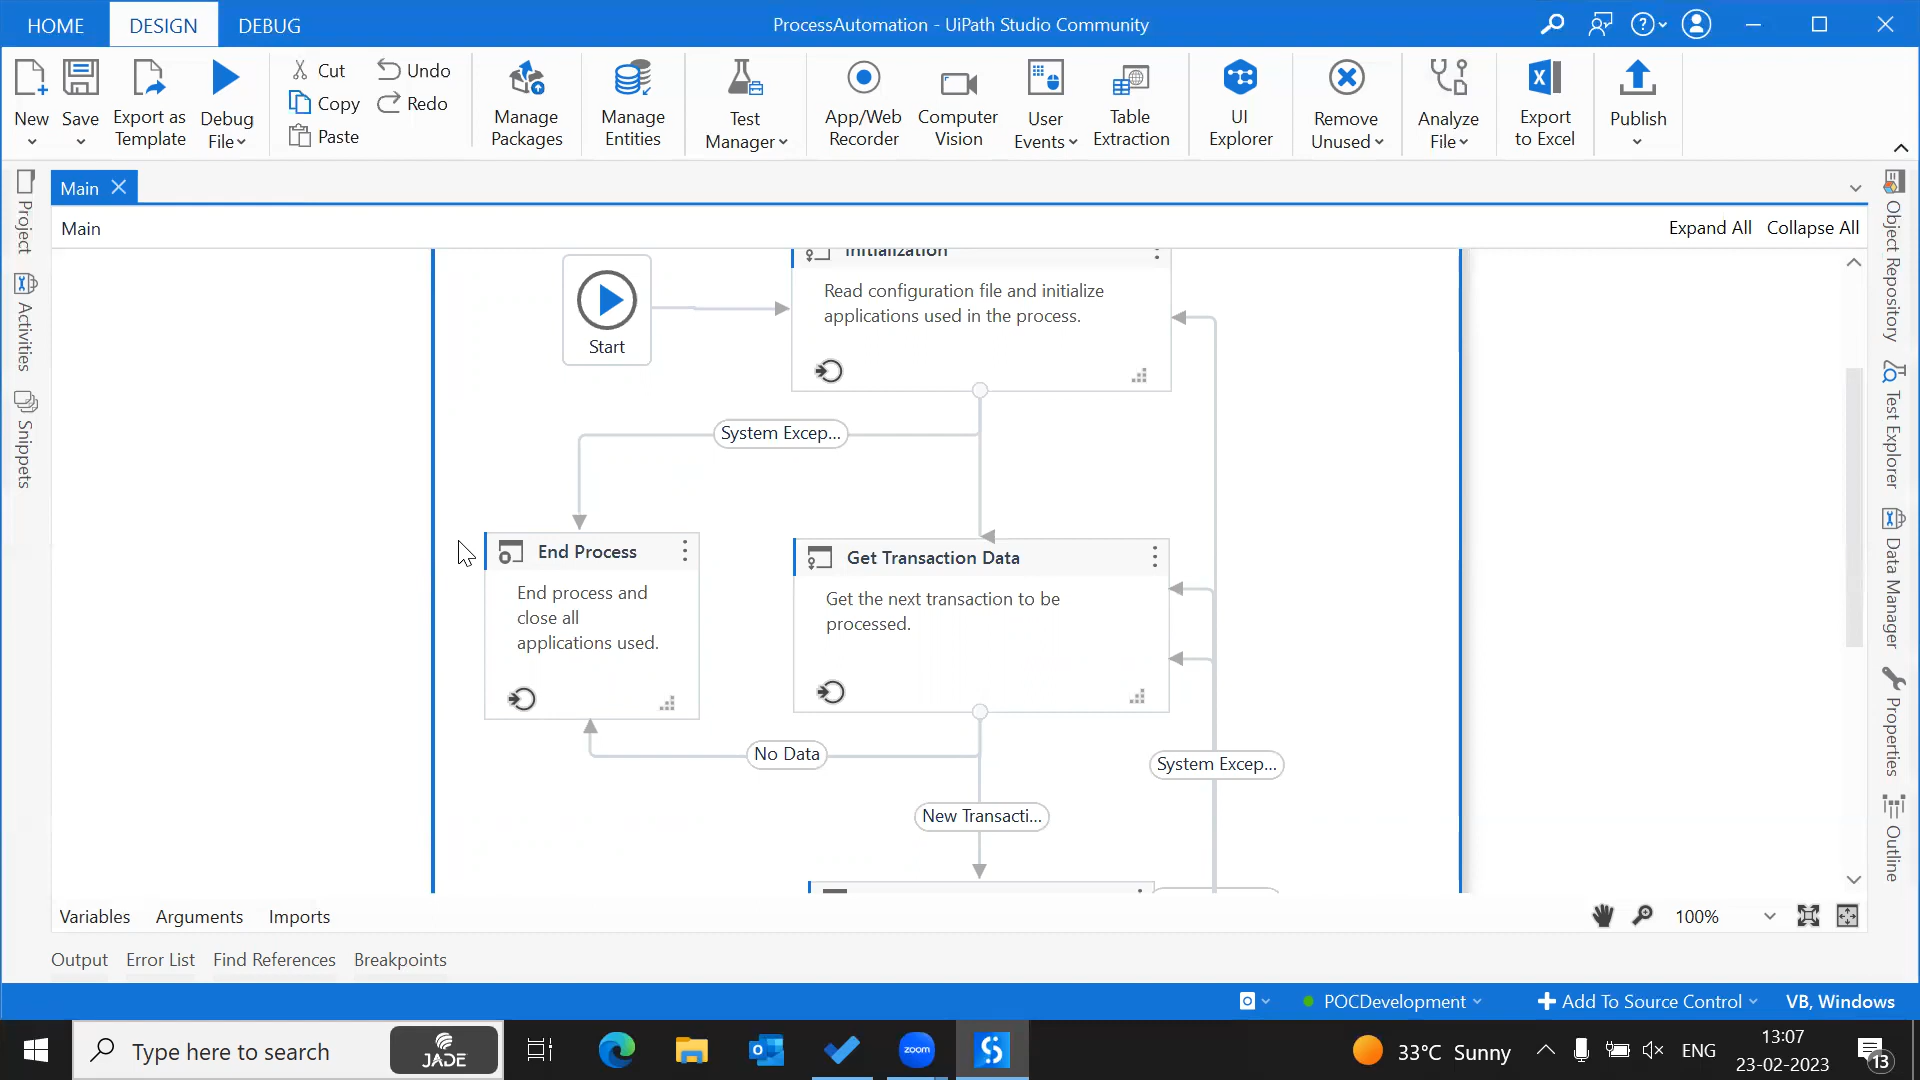 HOME
DESIGN
DEBUG
ProcessAutomation - UiPath Studio Community
New
Save
Export as
Template
Debug
File
Cut
Copy
Paste
Undo
Redo
Manage
Packages
Manage
Entities
Test
Manager
App/Web
Recorder
Computer
Vision
User
Events
Table
Extraction
UI
Explorer
Remove
Unused
Analyze
File
Export
to Excel
Publish
Project
Activities
Snippets
Main
Main
Expand All
Collapse All
Start
Initialization
Read configuration file and initialize
applications used in the process.
System Excep...
End Process
End process and
close all
applications used.
Get Transaction Data
Get the next transaction to be
processed.
No Data
System Excep...
New Transacti...
Object Repository
Test Explorer
Data Manager
Properties
Outline
Variables
Arguments
Imports
100%
Output
Error List
Find References
Breakpoints
POCDevelopment
Add To Source Control
VB, Windows
Type here to search
JADE
zoom
33°C Sunny
ENG
13:07
23-02-2023
13